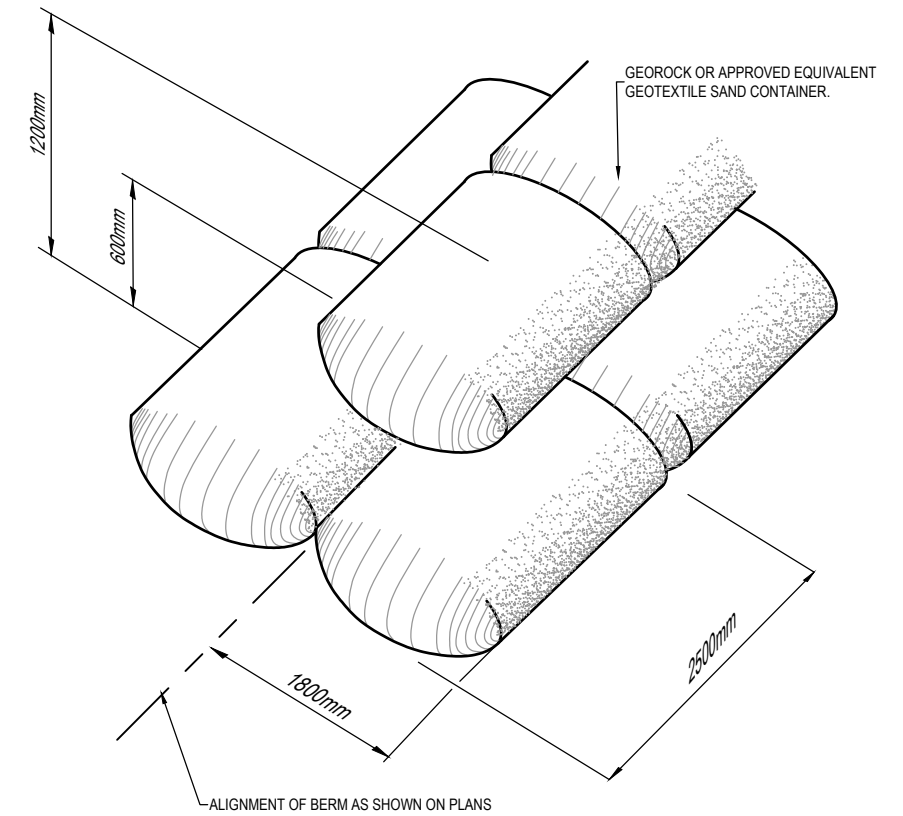 GEOROCK OR APPROVED EQUIVALENT
GEOTEXTILE SAND CONTAINER.
1200mm
600mm
2500mm
1800mm
ALIGNMENT OF BERM AS SHOWN ON PLANS